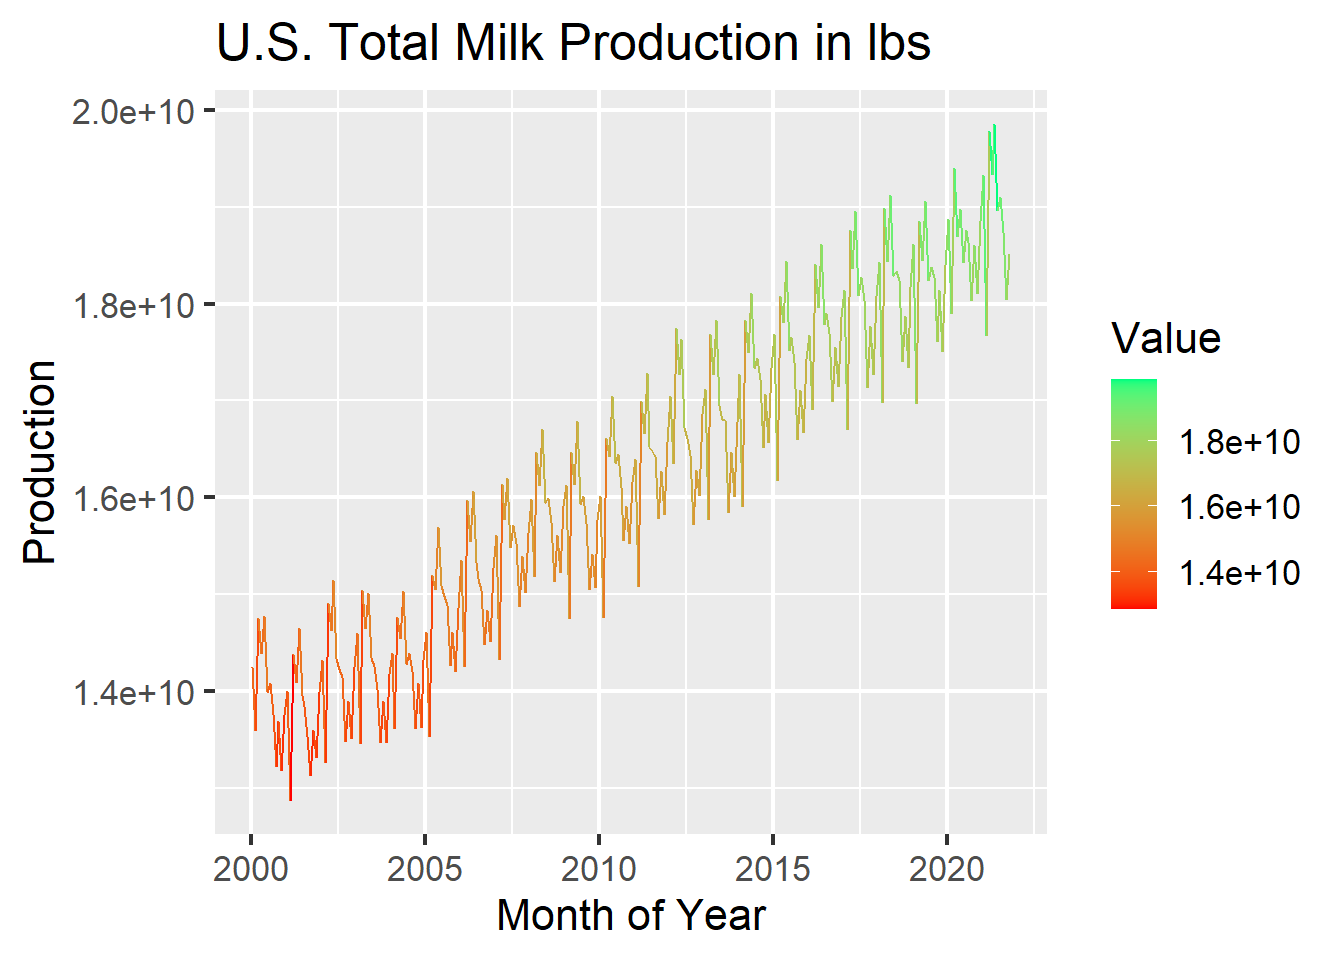 U.S. Total Milk Production in lbs
2.0e+10
1.8e+10
1.6e+10
1.4e+10
Production
2000 2005 2010 2015 2020
Month of Year
Value
1.8e+10
1.6e+10
1.4e+10